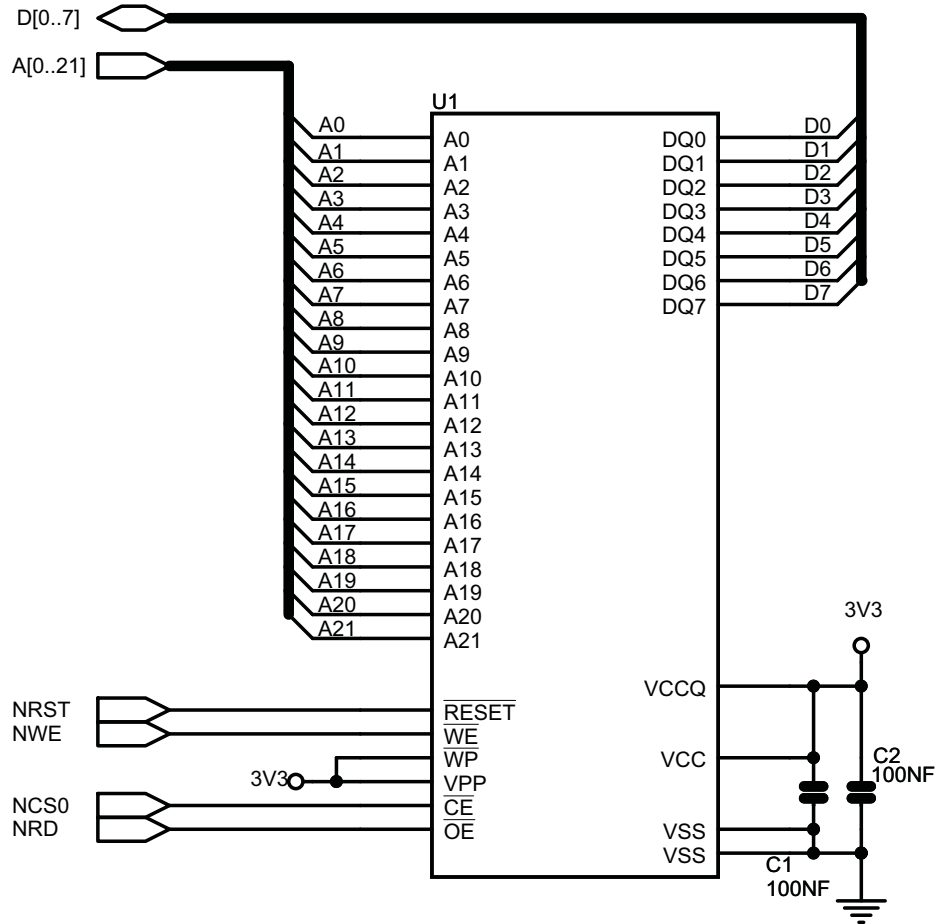 D[0..7]
A[0..21]
U1
A0
A1
A2
A3
A4
A5
A6
A7
A8
A9
A10
A11
A12
A13
A14
A15
A16
A17
A18
A19
A20
A21
A0
A1
A2
A3
A4
A5
A6
A7
A8
A9
A10
A11
A12
A13
A14
A15
A16
A17
A18
A19
A20
A21
DQ0
DQ1
DQ2
DQ3
DQ4
DQ5
DQ6
DQ7
D0
D1
D2
D3
D4
D5
D6
D7
NRST
NWE
3V3
NCS0
NRD
RESET
WE
WP
VPP
CE
OE
VCCQ
VCC
VSS
VSS
3V3
C2
100NF
C1
100NF